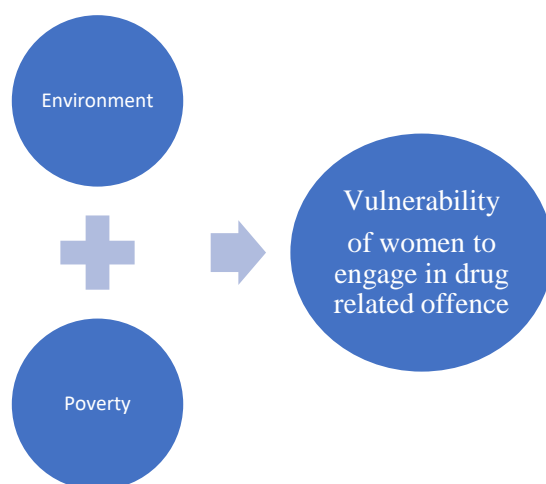 Environment
Poverty
Vulnerability
of women to
engage in drug
related offence